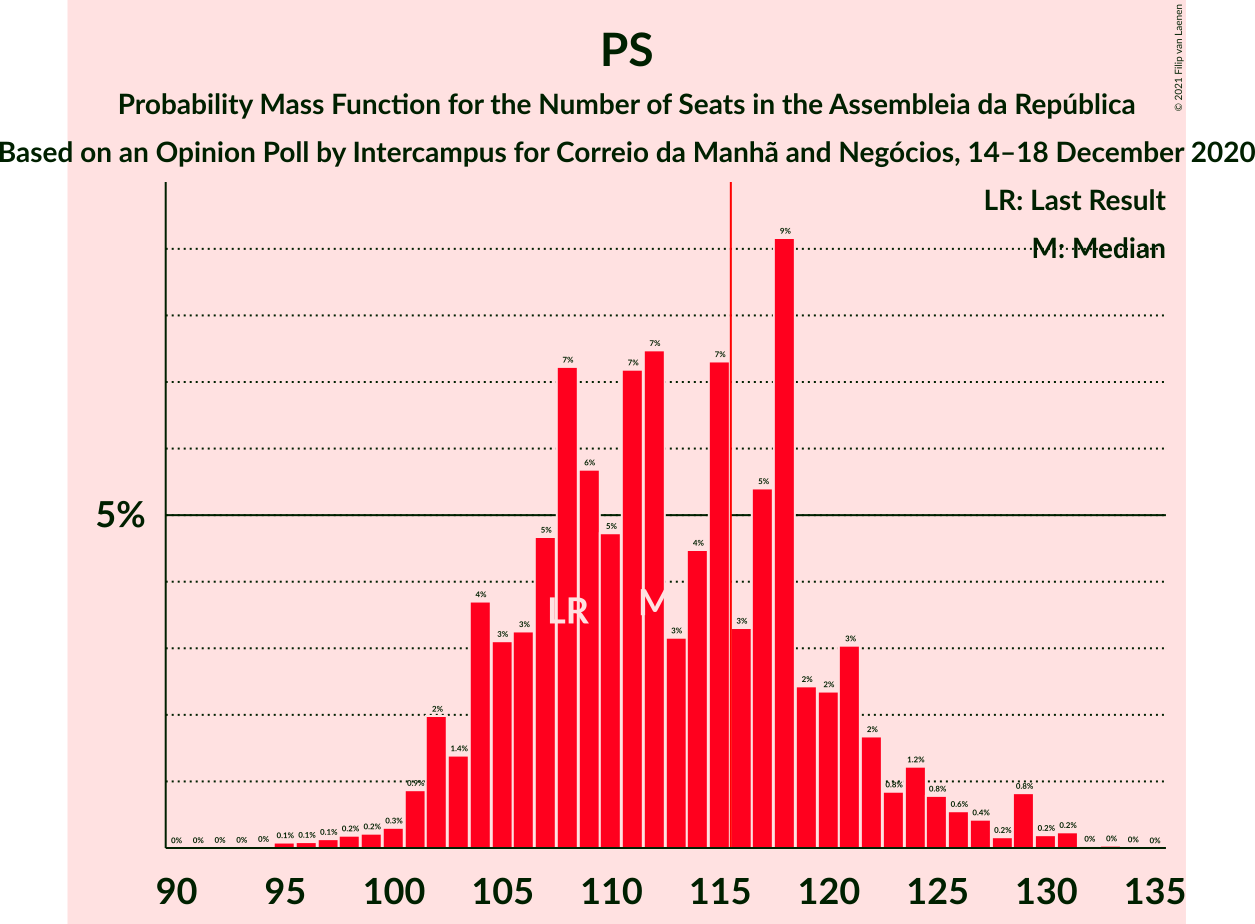 PS
Probability Mass Function for the Number of Seats in the Assembleia da República
Based on an Opinion Poll by Intercampus for Correio da Manhã and Negócios, 14–18 December 2020
© 2021 Filip van Laenen
LR: Last Result
M: Median
5%
0% 0% 0% 0% 0% 0.1% 0.1% 0.1% 0.2% 0.2% 0.3% 0.9% 2% 1.4% 4% 3% 3% 5% 7% 6% 5% 7% 7% 3% 4% 7% 3% 5% 9% 2% 2% 3% 2% 0.8% 1.2% 0.8% 0.6% 0.4% 0.2% 0.8% 0.2% 0.2% 0% 0% 0% 0%
LR M
90 95 100 105 110 115 120 125 130 135